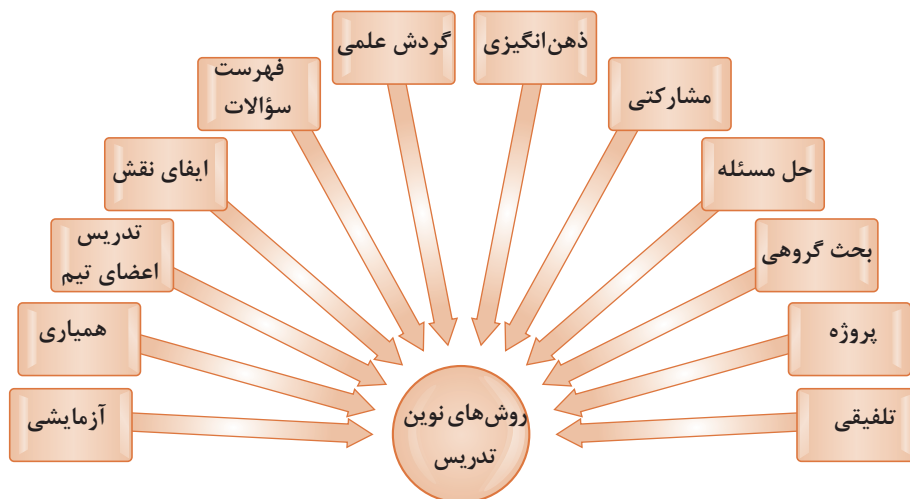 ذهن‌انگیزی
مشارکتی
حل مسئله
بحث گروهی
پروژه
تلفیقی
گردش علمی
فهرست
سؤالات
ایفای نقش
تدریس
اعضای تیم
همیاری
آزمایشی
روش‌های نوین
تدریس